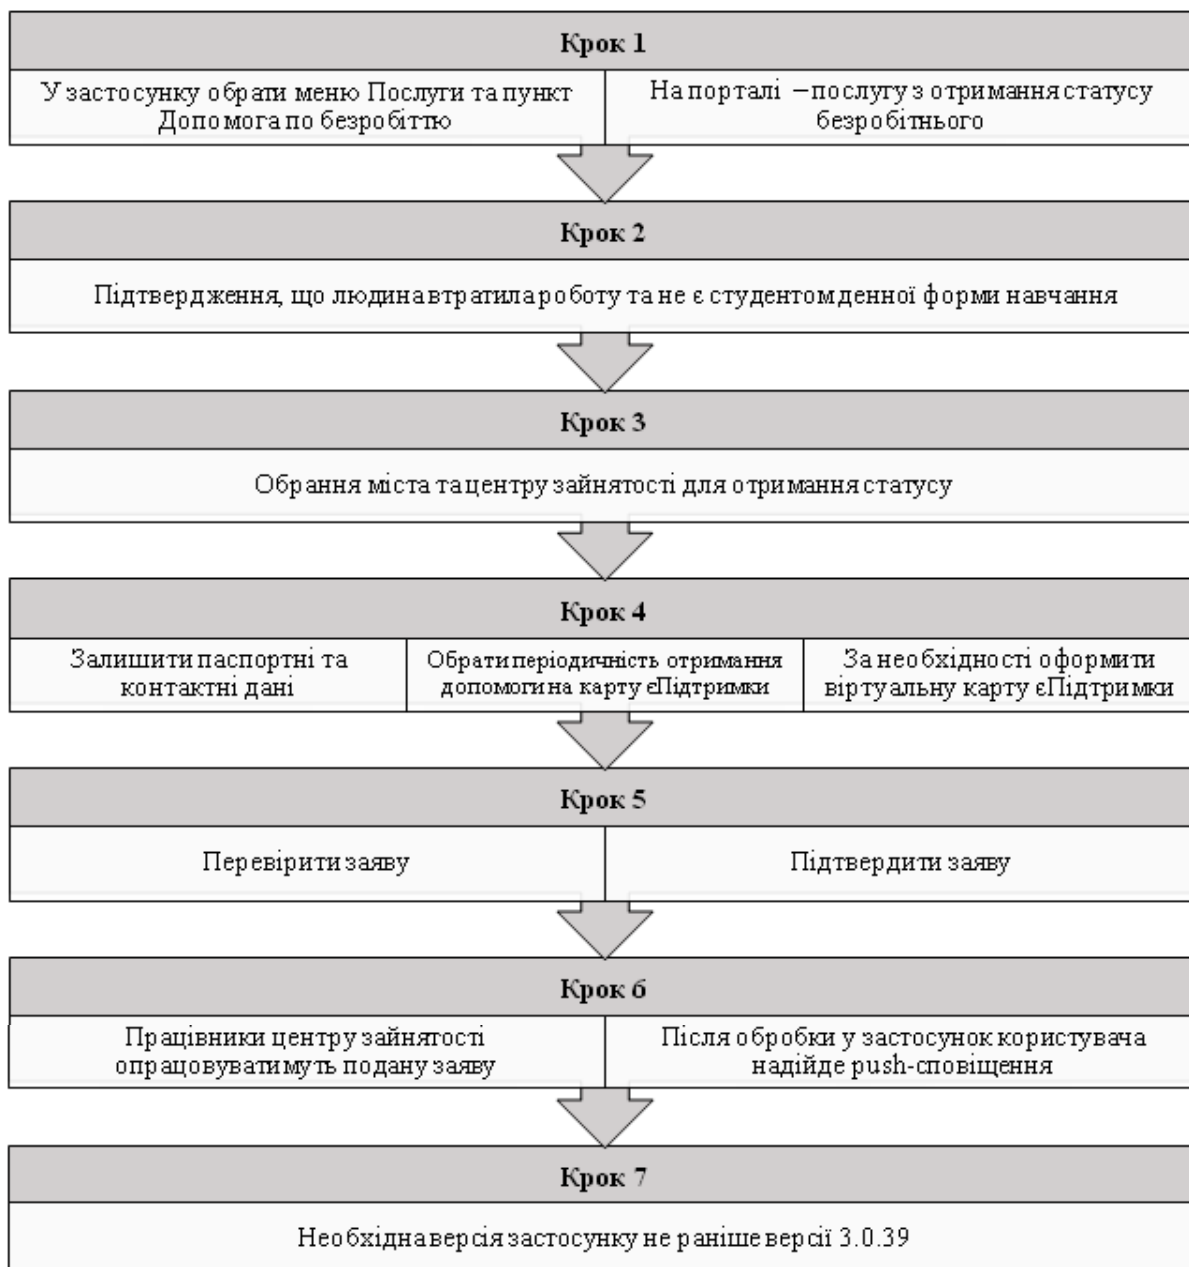 Крок 1
У застосунку обрати меню Послуги та пункт
Допомога по безробіттю
На порталі – послугу з отримання статусу
безробітнього
Крок 2
Підтвердження, що людина втратила роботу та не є студентом денної форми навчання
Крок 3
Обрання міста та центру зайнятості для отримання статусу
Крок 4
Залишити паспортні та
контактні дані
Обрати періодичність отримання
допомоги на карту єПідтримки
За необхідності оформити
віртуальну карту єПідтримки
Крок 5
Перевірити заяву
Підтвердити заяву
Крок 6
Працівники центру зайнятості
опрацовуватимуть подану заяву
Після обробки у застосунок користувача
надійде push-сповіщення
Крок 7
Необхідна версія застосунку не раніше версії 3.0.39